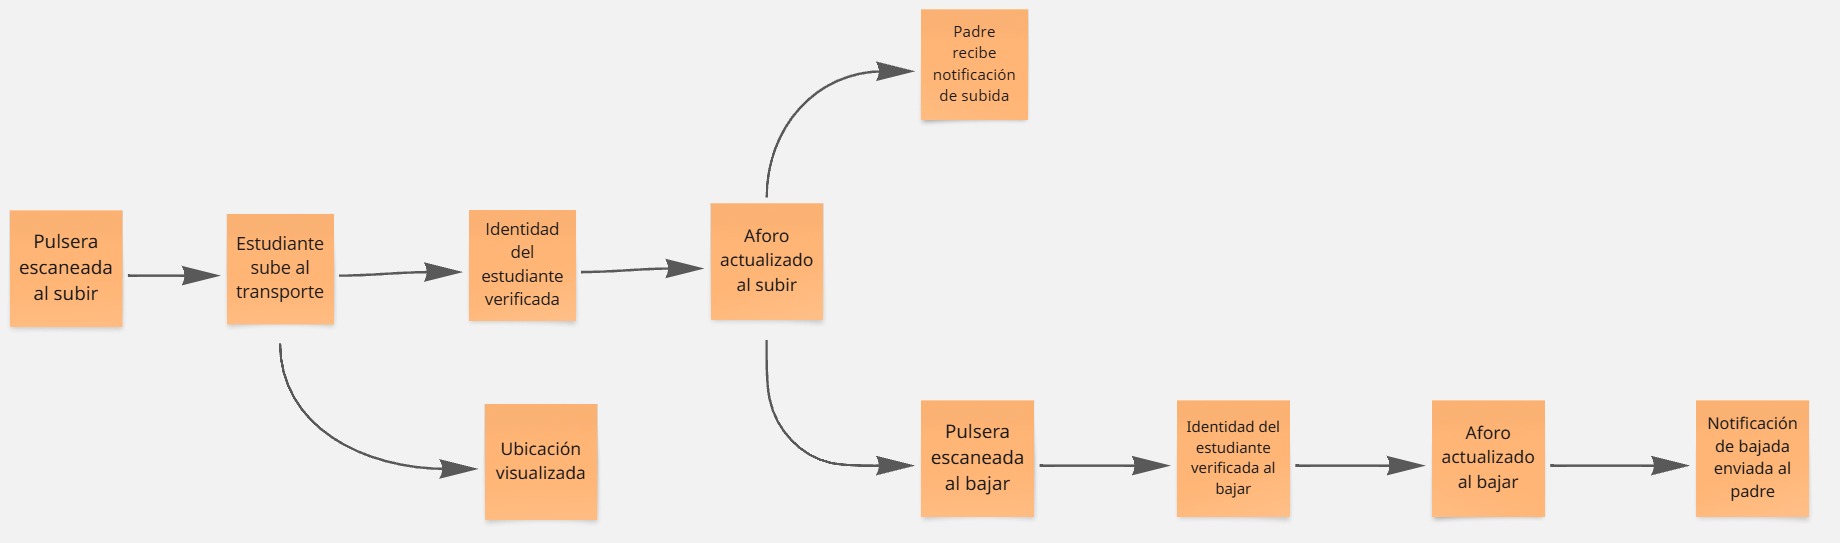 Padre
recibe
notificación
de subida
Pulsera
escaneada
al subir
Estudiante
sube al
transporte
Identidad
del
estudiante
verificada
Aforo
actualizado
al subir
Ubicación
visualizada
Pulsera
escaneada
al bajar
Identidad del
estudiante
verificada al
bajar
Aforo
actualizado
al bajar
Notificación
de bajada
enviada al
padre